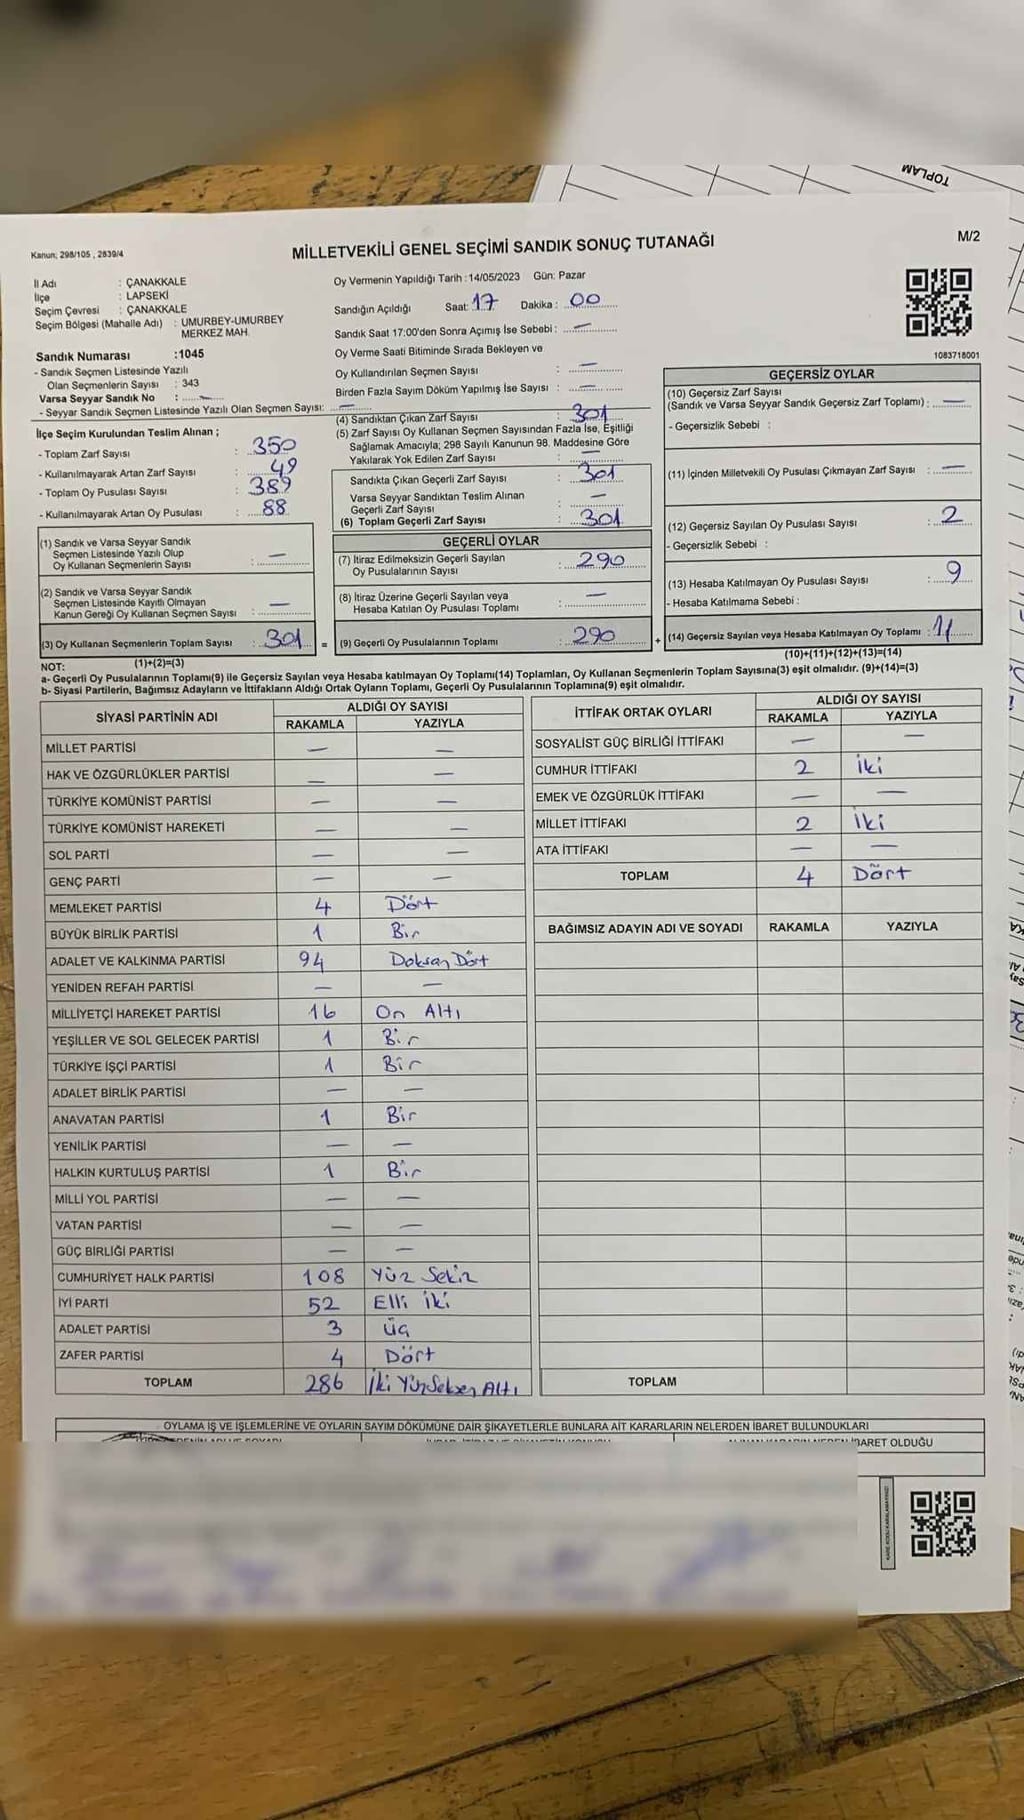 TOPLAM
Kanun; 298/105 , 2839/4
MİLLETVEKİLİ GENEL SEÇİMİ SANDIK SONUÇ TUTANAĞI
M/2
İl Adı : ÇANAKKALE
İlçe : LAPSEKİ
Seçim Çevresi : ÇANAKKALE
Seçim Bölgesi (Mahalle Adı) : UMURBEY-UMURBEY
MERKEZ MAH.
Sandık Numarası :1045
- Sandık Seçmen Listesinde Yazılı
Olan Seçmenlerin Sayısı : 343
Varsa Seyyar Sandık No : —
- Seyyar Sandık Seçmen Listesinde Yazılı Olan Seçmen Sayısı: —
İlçe Seçim Kurulundan Teslim Alınan ;
- Toplam Zarf Sayısı : 350
- Kullanılmayarak Artan Zarf Sayısı : 49
- Toplam Oy Pusulası Sayısı : 389
- Kullanılmayarak Artan Oy Pusulası : 88
(1) Sandık ve Varsa Seyyar Sandık
Seçmen Listesinde Yazılı Olup
Oy Kullanan Seçmenlerin Sayısı : —
(2) Sandık ve Varsa Seyyar Sandık
Seçmen Listesinde Kayıtlı Olmayan
Kanun Gereği Oy Kullanan Seçmen Sayısı : —
(3) Oy Kullanan Seçmenlerin Toplam Sayısı : 301 =
(1)+(2)=(3)
Oy Vermenin Yapıldığı Tarih :14/05/2023 Gün: Pazar
Sandığın Açıldığı Saat: 17 Dakika : 00
Sandık Saat 17:00'den Sonra Açımış İse Sebebi : —
Oy Verme Saati Bitiminde Sırada Bekleyen ve
Oy Kullandırılan Seçmen Sayısı : —
Birden Fazla Sayım Döküm Yapılmış İse Sayısı : —
(4) Sandıktan Çıkan Zarf Sayısı : 301
(5) Zarf Sayısı Oy Kullanan Seçmen Sayısından Fazla İse, Eşitliği
Sağlamak Amacıyla; 298 Sayılı Kanunun 98. Maddesine Göre
Yakılarak Yok Edilen Zarf Sayısı : —
Sandıkta Çıkan Geçerli Zarf Sayısı : 301
Varsa Seyyar Sandıktan Teslim Alınan
Geçerli Zarf Sayısı : —
(6) Toplam Geçerli Zarf Sayısı : 301
GEÇERLİ OYLAR
(7) İtiraz Edilmeksizin Geçerli Sayılan
Oy Pusulalarının Sayısı : 290
(8) İtiraz Üzerine Geçerli Sayılan veya
Hesaba Katılan Oy Pusulası Toplamı : —
(9) Geçerli Oy Pusulalarının Toplamı : 290 +
1083718001
GEÇERSİZ OYLAR
(10) Geçersiz Zarf Sayısı
(Sandık ve Varsa Seyyar Sandık Geçersiz Zarf Toplamı) : —
- Geçersizlik Sebebi :
(11) İçinden Milletvekili Oy Pusulası Çıkmayan Zarf Sayısı : —
(12) Geçersiz Sayılan Oy Pusulası Sayısı : 2
- Geçersizlik Sebebi :
(13) Hesaba Katılmayan Oy Pusulası Sayısı : 9
- Hesaba Katılmama Sebebi :
(14) Geçersiz Sayılan veya Hesaba Katılmayan Oy Toplamı : 11
(10)+(11)+(12)+(13)=(14)
NOT:
a- Geçerli Oy Pusulalarının Toplamı(9) ile Geçersiz Sayılan veya Hesaba katılmayan Oy Toplamı(14) Toplamları, Oy Kullanan Seçmenlerin Toplam Sayısına(3) eşit olmalıdır. (9)+(14)=(3)
b- Siyasi Partilerin, Bağımsız Adayların ve İttifakların Aldığı Ortak Oyların Toplamı, Geçerli Oy Pusulalarının Toplamına(9) eşit olmalıdır.
SİYASİ PARTİNİN ADI ALDIĞI OY SAYISI
RAKAMLA YAZIYLA
MİLLET PARTİSİ — —
HAK VE ÖZGÜRLÜKLER PARTİSİ — —
TÜRKİYE KOMÜNİST PARTİSİ — —
TÜRKİYE KOMÜNİST HAREKETİ — —
SOL PARTİ — —
GENÇ PARTİ — —
MEMLEKET PARTİSİ 4 Dört
BÜYÜK BİRLİK PARTİSİ 1 Bir
ADALET VE KALKINMA PARTİSİ 94 Doksan Dört
YENİDEN REFAH PARTİSİ — —
MİLLİYETÇİ HAREKET PARTİSİ 16 On Altı
YEŞİLLER VE SOL GELECEK PARTİSİ 1 Bir
TÜRKİYE İŞÇİ PARTİSİ 1 Bir
ADALET BİRLİK PARTİSİ — —
ANAVATAN PARTİSİ 1 Bir
YENİLİK PARTİSİ — —
HALKIN KURTULUŞ PARTİSİ 1 Bir
MİLLİ YOL PARTİSİ — —
VATAN PARTİSİ — —
GÜÇ BİRLİĞİ PARTİSİ — —
CUMHURİYET HALK PARTİSİ 108 Yüz Sekiz
İYİ PARTİ 52 Elli İki
ADALET PARTİSİ 3 Üç
ZAFER PARTİSİ 4 Dört
TOPLAM 286 İki Yüz Seksen Altı
İTTİFAK ORTAK OYLARI ALDIĞI OY SAYISI
RAKAMLA YAZIYLA
SOSYALİST GÜÇ BİRLİĞİ İTTİFAKI — —
CUMHUR İTTİFAKI 2 İki
EMEK VE ÖZGÜRLÜK İTTİFAKI — —
MİLLET İTTİFAKI 2 İki
ATA İTTİFAKI — —
TOPLAM 4 Dört
BAĞIMSIZ ADAYIN ADI VE SOYADI RAKAMLA YAZIYLA
TOPLAM
OYLAMA İŞ VE İŞLEMLERİNE VE OYLARIN SAYIM DÖKÜMÜNE DAİR ŞİKAYETLERLE BUNLARA AİT KARARLARIN NELERDEN İBARET BULUNDUKLARI
İBARET OLDUĞU